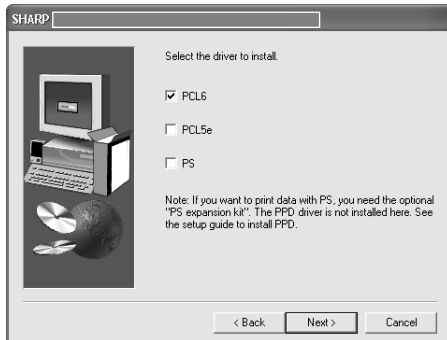 SHARP
Select the driver to install.
PCL6
PCL5e
PS
Note: If you want to print data with PS, you need the optional
"PS expansion kit". The PPD driver is not installed here. See
the setup guide to install PPD.
< Back
Next >
Cancel